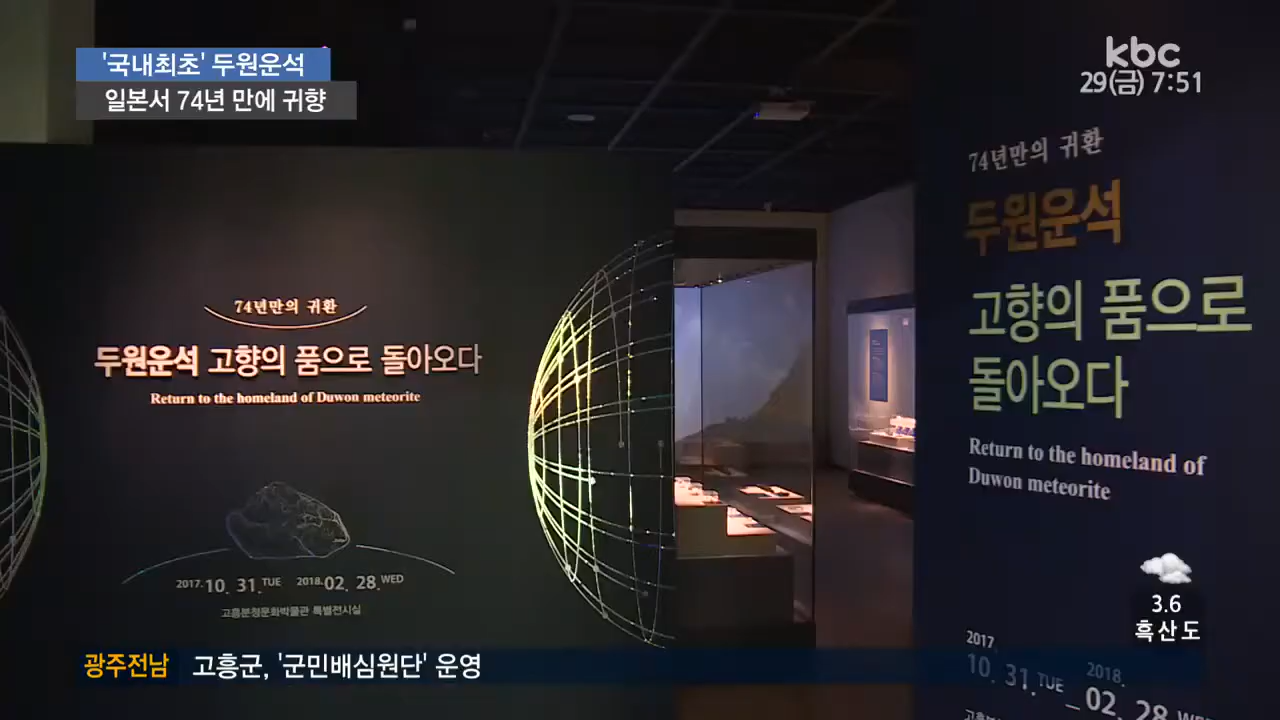 '국내최초' 두원운석
일본서 74년 만에 귀향
kbc
29(금) 7:51
74년만의 귀환
두원운석 고향의 품으로 돌아오다
Return to the homeland of Duwon meteorite
2017. 10. 31. TUE 2018. 02. 28. WED
고흥분청문화박물관 특별전시실
74년만의 귀환
두원운석
고향의 품으로
돌아오다
Return to the homeland of
Duwon meteorite
2017.
10. 31. TUE _ 2018. 02. 28. WED
3.6
흑산도
광주전남 고흥군, '군민배심원단' 운영